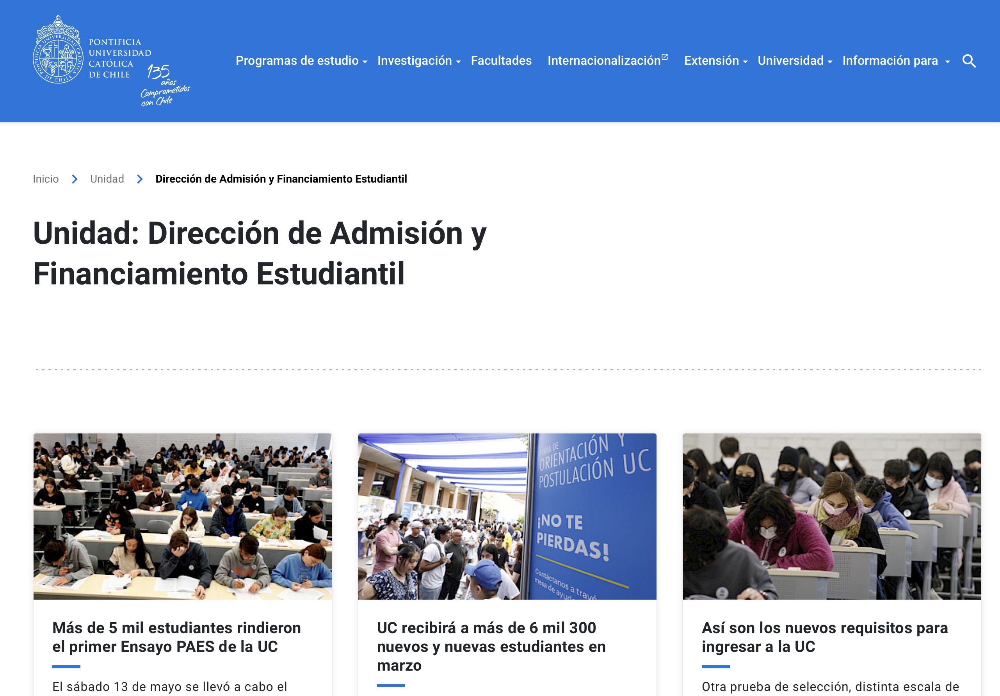 PONTIFICIA UNIVERSIDAD CATÓLICA DE CHILE
PONTIFICIA
UNIVERSIDAD
CATÓLICA
DE CHILE
135
años
Comprometidos
con Chile
Programas de estudio Investigación Facultades Internacionalización Extensión Universidad Información para
Inicio Unidad Dirección de Admisión y Financiamiento Estudiantil
Unidad: Dirección de Admisión y
Financiamiento Estudiantil
FERIA DE
ORIENTACIÓN Y
POSTULACIÓN UC
¡NO TE
PIERDAS!
Contáctanos a travé
mesa de ayud
Más de 5 mil estudiantes rindieron
el primer Ensayo PAES de la UC
El sábado 13 de mayo se llevó a cabo el
UC recibirá a más de 6 mil 300
nuevos y nuevas estudiantes en
marzo
Así son los nuevos requisitos para
ingresar a la UC
Otra prueba de selección, distinta escala de